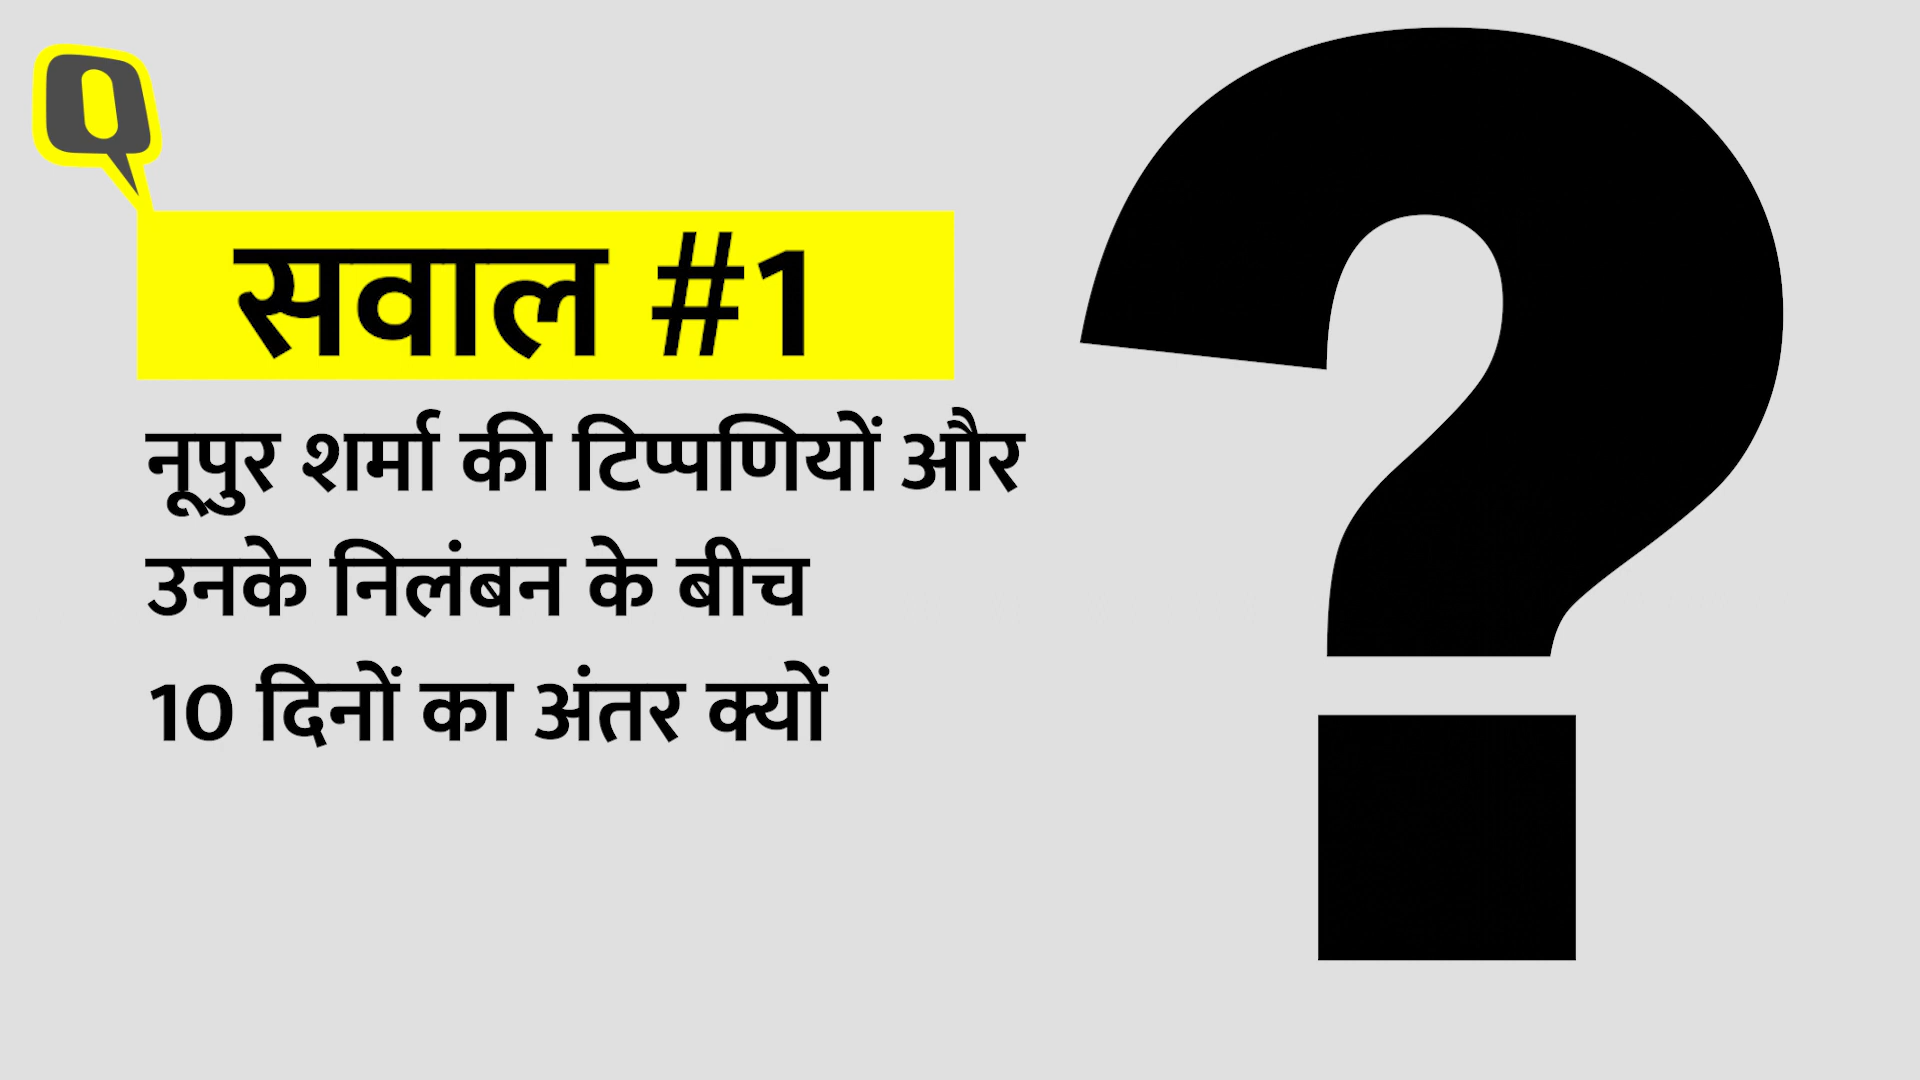 Q
सवाल #1
नूपुर शर्मा की टिप्पणियों और
उनके निलंबन के बीच
10 दिनों का अंतर क्यों
?